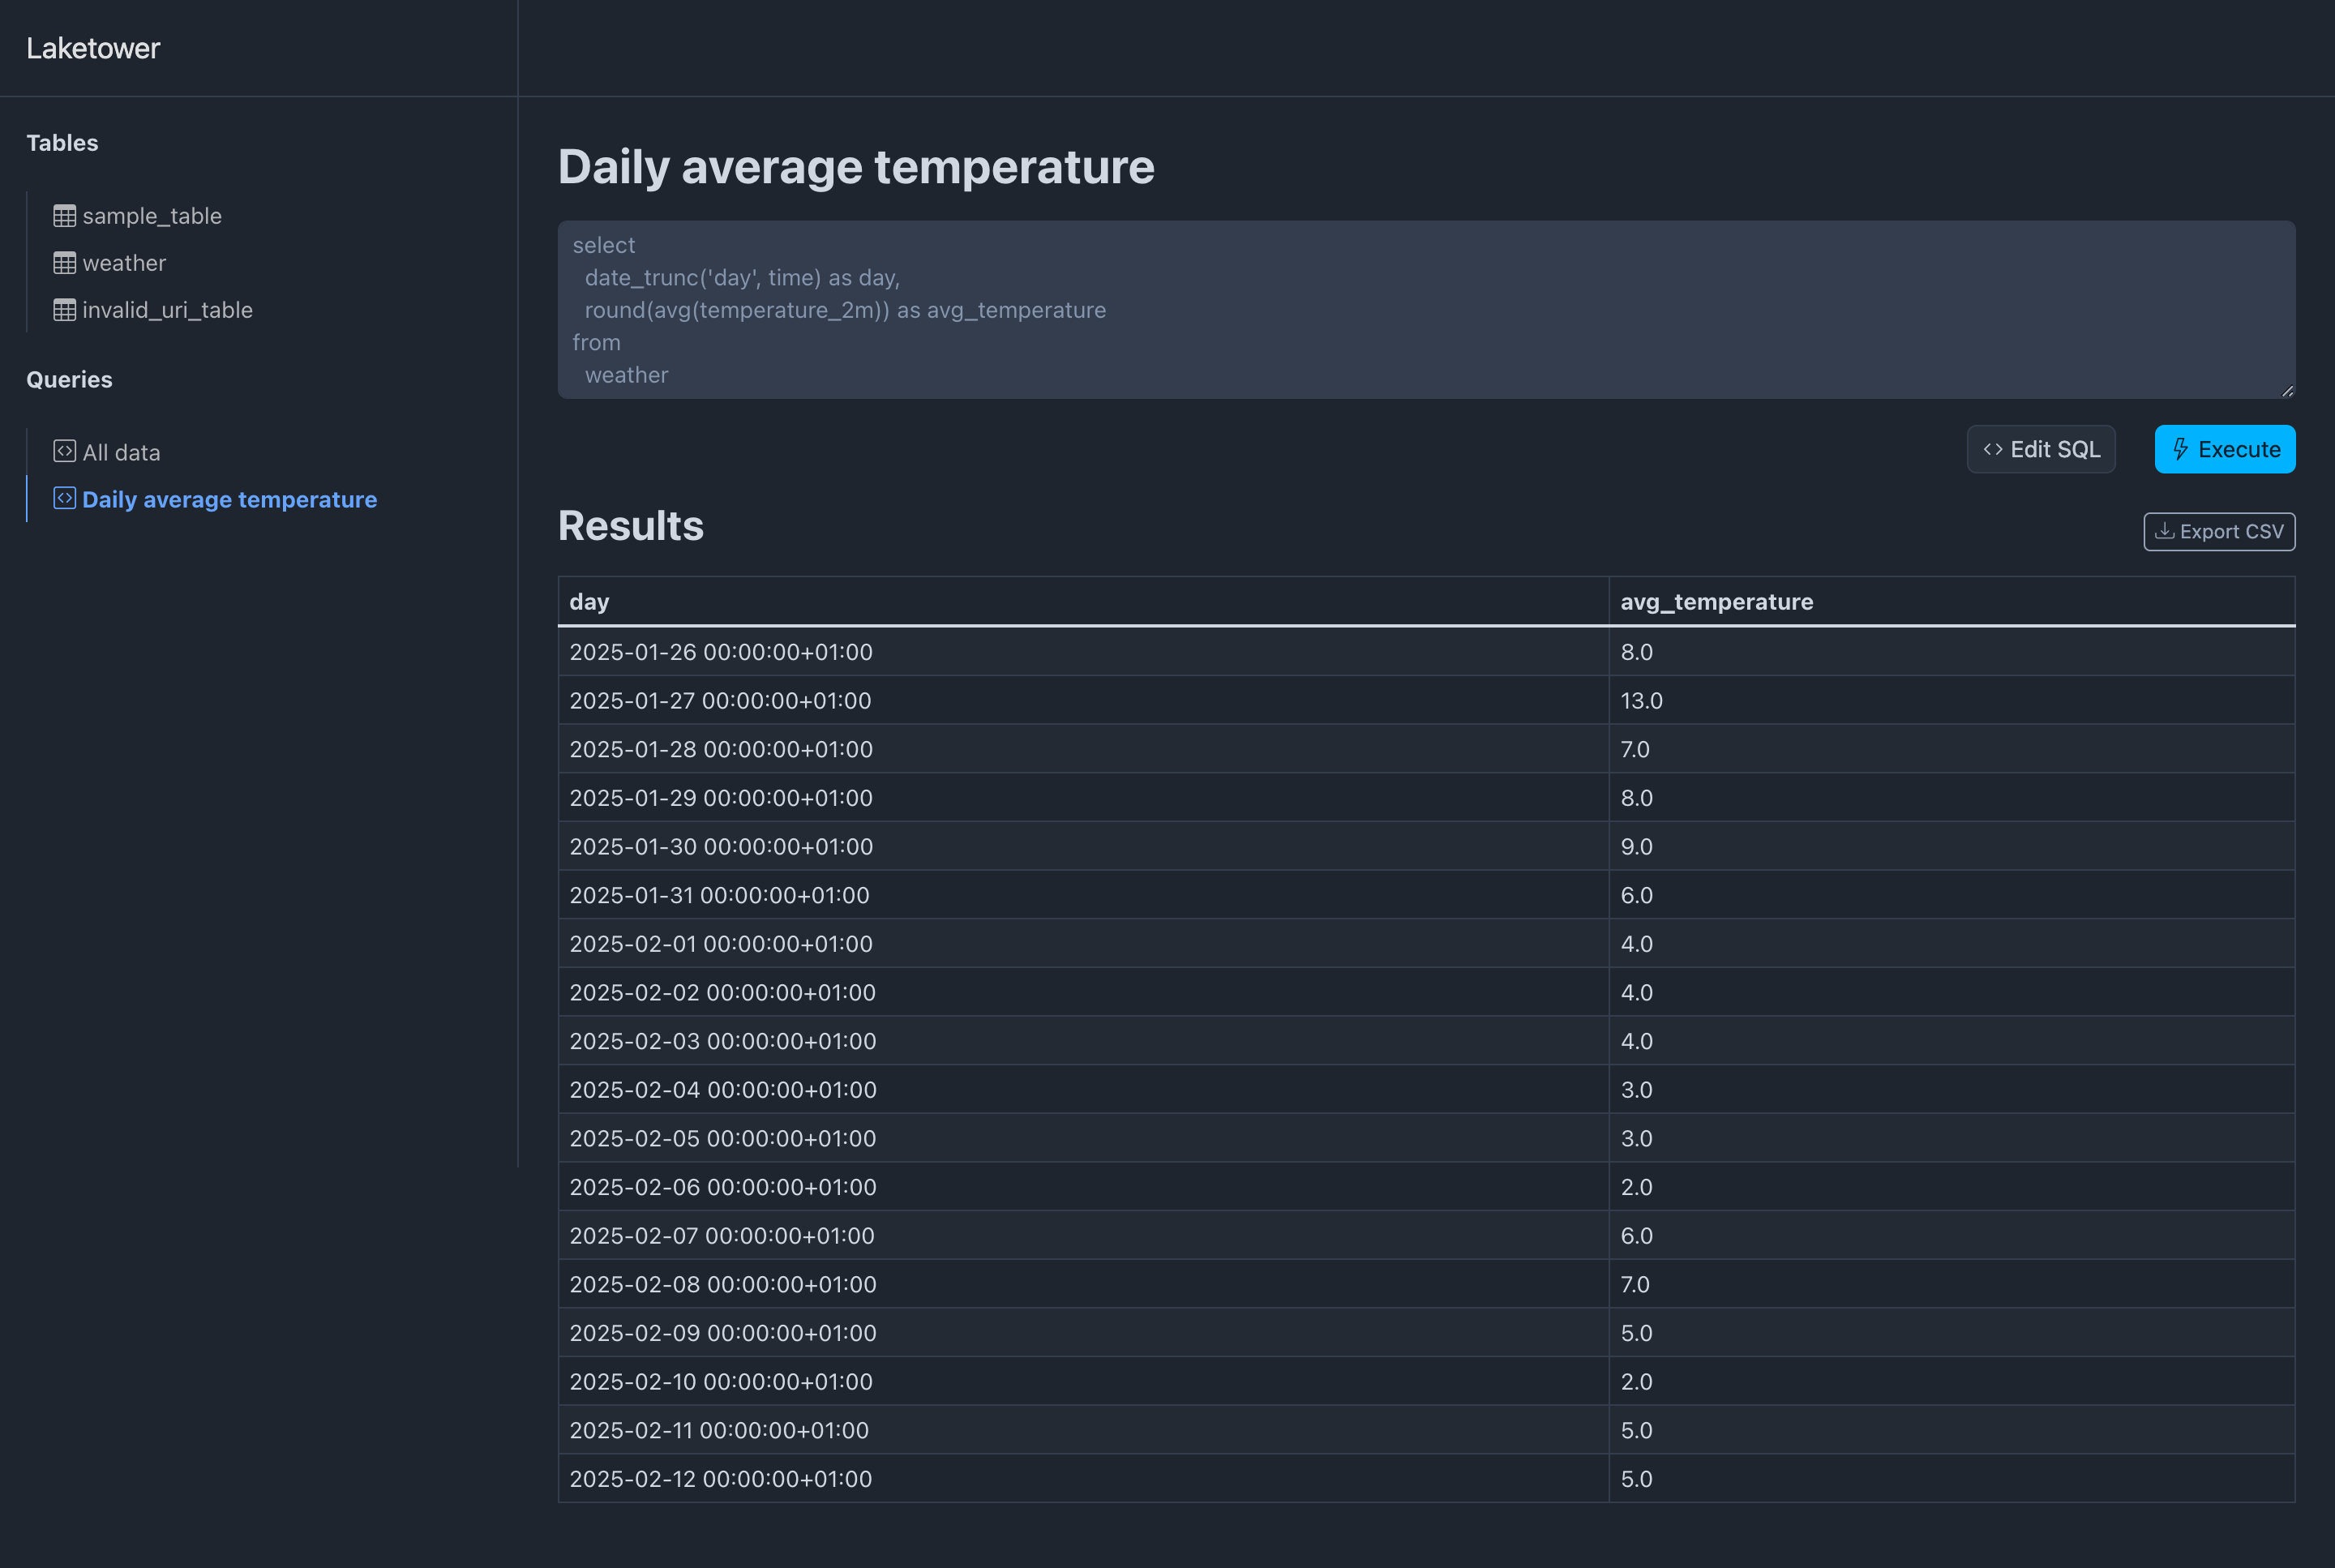 Laketower
Tables
sample_table
weather
invalid_uri_table
Queries
All data
Daily average temperature
Daily average temperature
select
  date_trunc('day', time) as day,
  round(avg(temperature_2m)) as avg_temperature
from
  weather
Edit SQL
Execute
Results
Export CSV
day avg_temperature
2025-01-26 00:00:00+01:00 8.0
2025-01-27 00:00:00+01:00 13.0
2025-01-28 00:00:00+01:00 7.0
2025-01-29 00:00:00+01:00 8.0
2025-01-30 00:00:00+01:00 9.0
2025-01-31 00:00:00+01:00 6.0
2025-02-01 00:00:00+01:00 4.0
2025-02-02 00:00:00+01:00 4.0
2025-02-03 00:00:00+01:00 4.0
2025-02-04 00:00:00+01:00 3.0
2025-02-05 00:00:00+01:00 3.0
2025-02-06 00:00:00+01:00 2.0
2025-02-07 00:00:00+01:00 6.0
2025-02-08 00:00:00+01:00 7.0
2025-02-09 00:00:00+01:00 5.0
2025-02-10 00:00:00+01:00 2.0
2025-02-11 00:00:00+01:00 5.0
2025-02-12 00:00:00+01:00 5.0